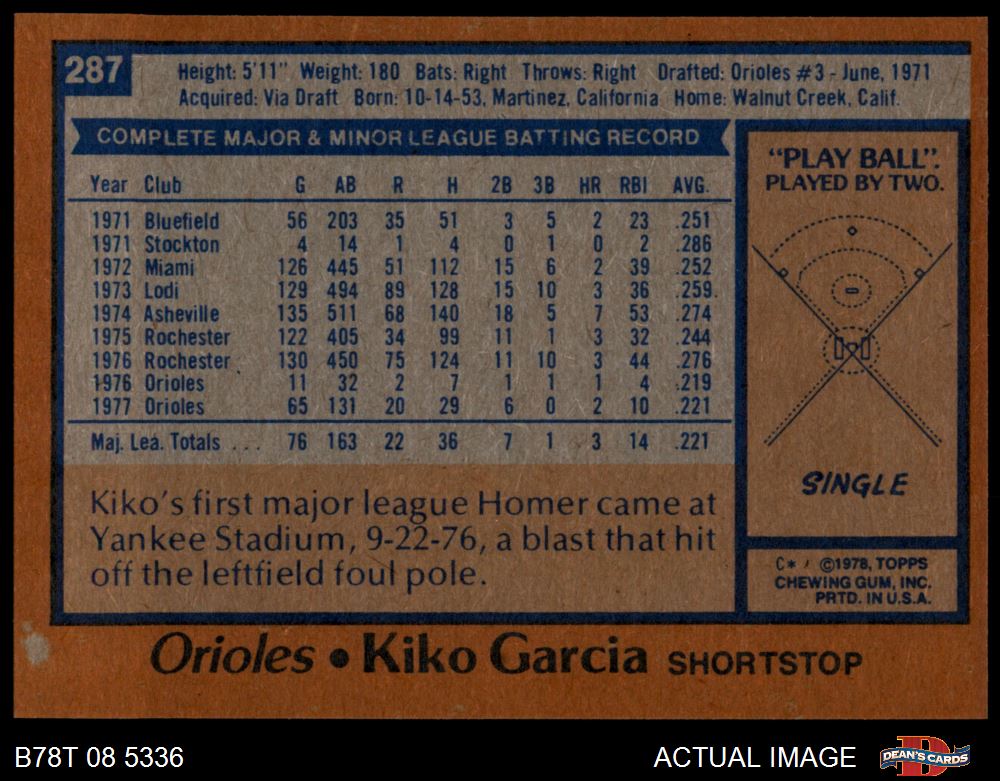 287
Height: 5'11" Weight: 180 Bats: Right Throws: Right Drafted: Orioles #3 - June, 1971
Acquired: Via Draft Born: 10-14-53, Martinez, California Home: Walnut Creek, Calif.
COMPLETE MAJOR & MINOR LEAGUE BATTING RECORD
Year Club G AB R H 2B 3B HR RBI AVG.
1971 Bluefield 56 203 35 51 3 5 2 23 .251
1971 Stockton 4 14 1 4 0 1 0 2 .286
1972 Miami 126 445 51 112 15 6 2 39 .252
1973 Lodi 129 494 89 128 15 10 3 36 .259
1974 Asheville 135 511 68 140 18 5 7 53 .274
1975 Rochester 122 405 34 99 11 1 3 32 .244
1976 Rochester 130 450 75 124 11 10 3 44 .276
1976 Orioles 11 32 2 7 1 1 1 4 .219
1977 Orioles 65 131 20 29 6 0 2 10 .221
Maj. Lea. Totals ... 76 163 22 36 7 1 3 14 .221
Kiko's first major league Homer came at
Yankee Stadium, 9-22-76, a blast that hit
off the leftfield foul pole.
"PLAY BALL".
PLAYED BY TWO.
SINGLE
C* ©1978, TOPPS
CHEWING GUM, INC.
PRTD. IN U.S.A.
Orioles • Kiko Garcia SHORTSTOP
B78T 08 5336
ACTUAL IMAGE
DEAN'S CARDS